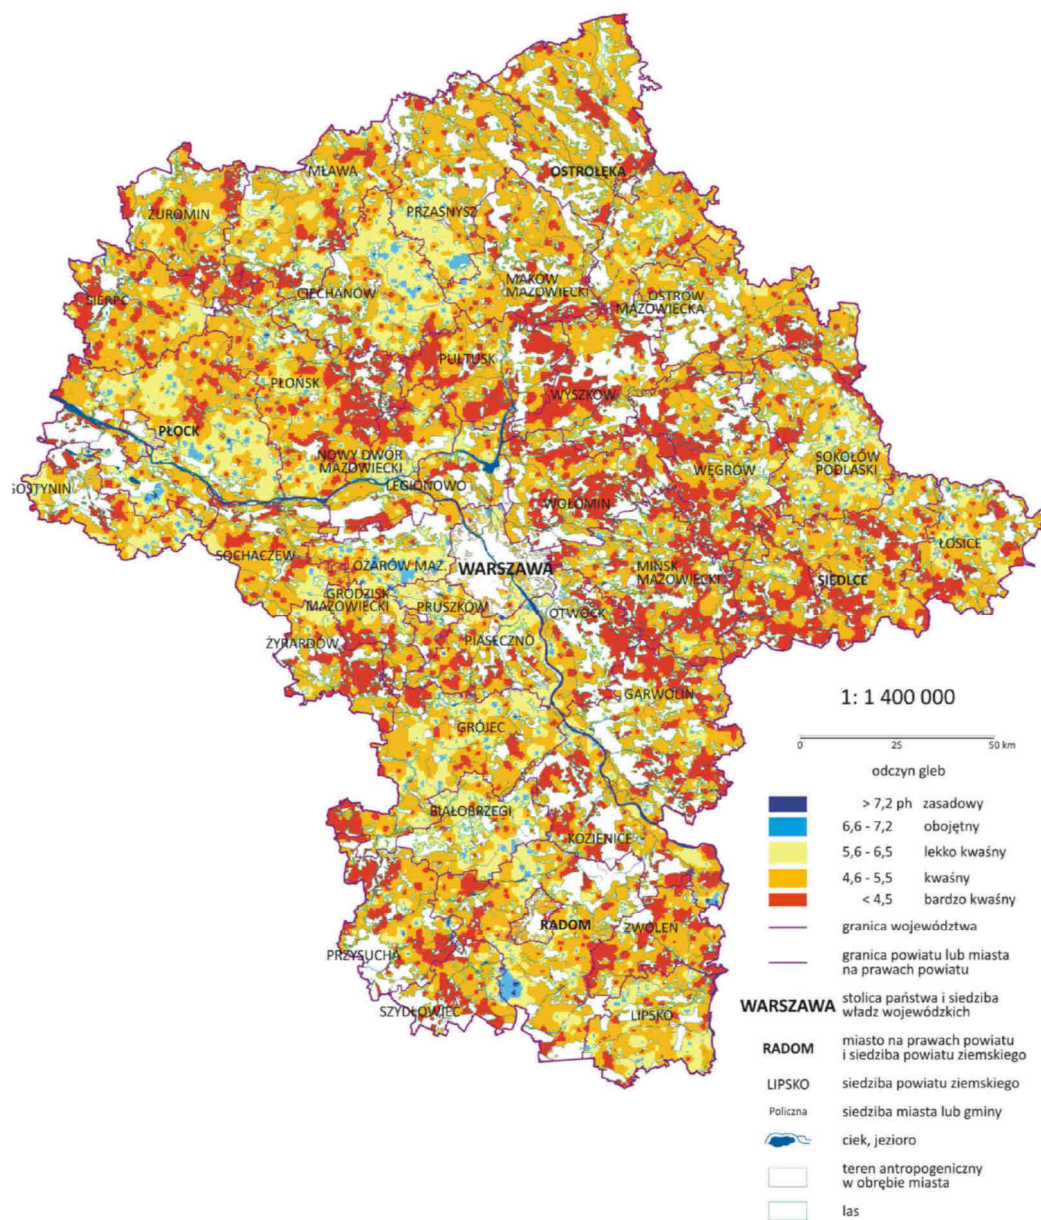 OSTROŁĘKA
MŁAWA
ŻUROMIN
PRZASNYSZ
MAKÓW
MAZOWIECKI
CIECHANÓW
OSTRÓW
MAZOWIECKA
SIERPC
PUŁTUSK
PŁOŃSK
WYSZKÓW
PŁOCK
NOWY DWÓR
MAZOWIECKI
SOKOŁÓW
PODLASKI
WĘGRÓW
LEGIONOWO
GOSTYNIN
WOŁOMIN
SOCHACZEW
ŁOSICE
OŻARÓW MAZ.
WARSZAWA
MIŃSK
MAZOWIECKI
SIEDLCE
GRODZISK
MAZOWIECKI
PRUSZKÓW
OTWOCK
ŻYRARDÓW
PIASECZNO
GARWOLIN
GRÓJEC
BIAŁOBRZEGI
KOZIENICE
RADOM
ZWOLEŃ
PRZYSUCHA
SZYDŁOWIEC
LIPSKO
1: 1 400 000
0 25 50 km
odczyn gleb
> 7,2 ph zasadowy
6,6 - 7,2 obojętny
5,6 - 6,5 lekko kwaśny
4,6 - 5,5 kwaśny
< 4,5 bardzo kwaśny
granica województwa
granica powiatu lub miasta
na prawach powiatu
WARSZAWA stolica państwa i siedziba
władz wojewódzkich
RADOM miasto na prawach powiatu
i siedziba powiatu ziemskiego
LIPSKO siedziba powiatu ziemskiego
Policzna siedziba miasta lub gminy
ciek, jezioro
teren antropogeniczny
w obrębie miasta
las